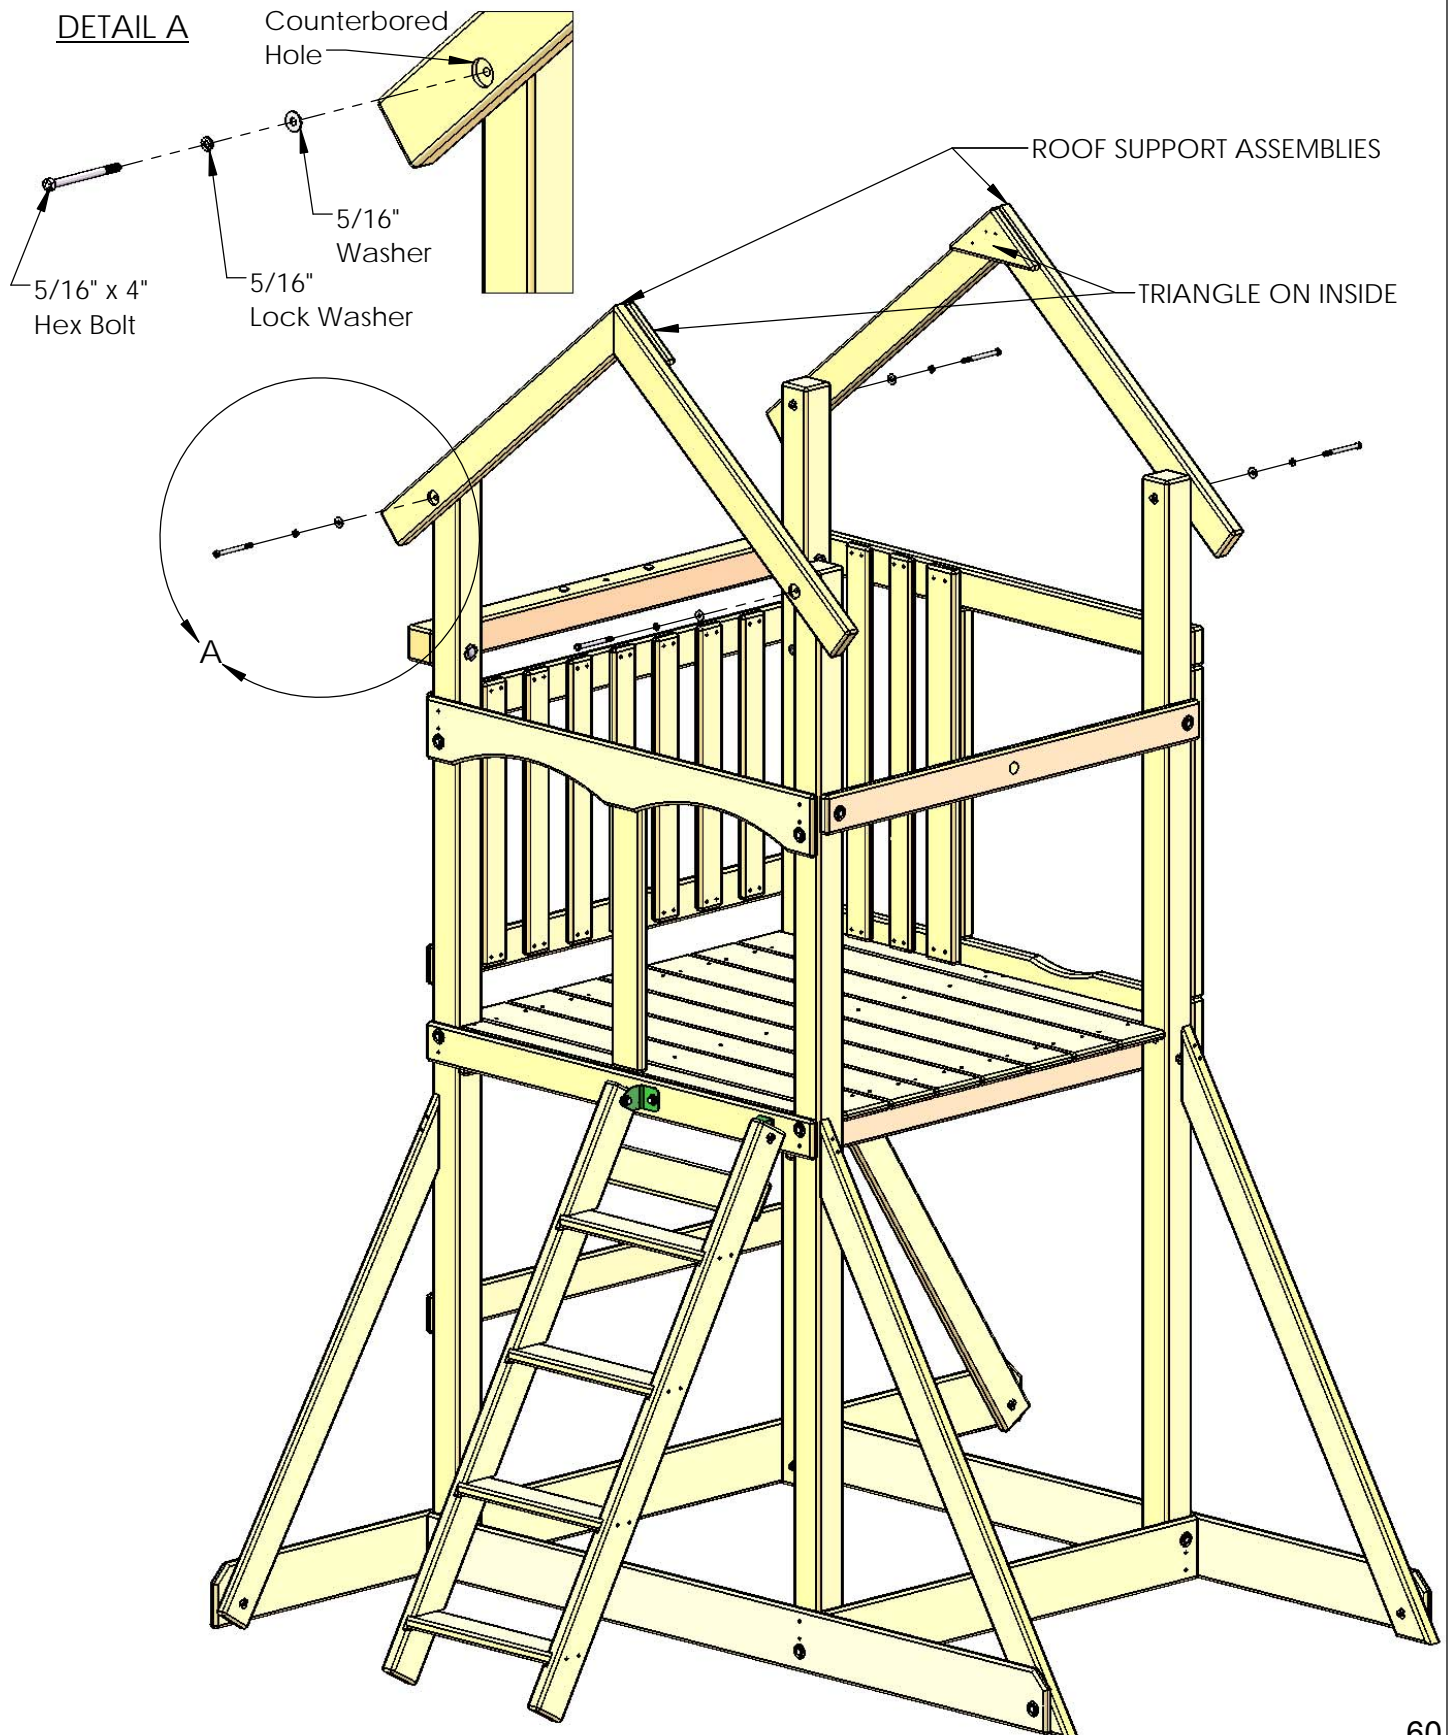 DETAIL A
Counterbored
Hole
5/16"
Washer
5/16"
Lock Washer
5/16" x 4"
Hex Bolt
ROOF SUPPORT ASSEMBLIES
TRIANGLE ON INSIDE
A
60